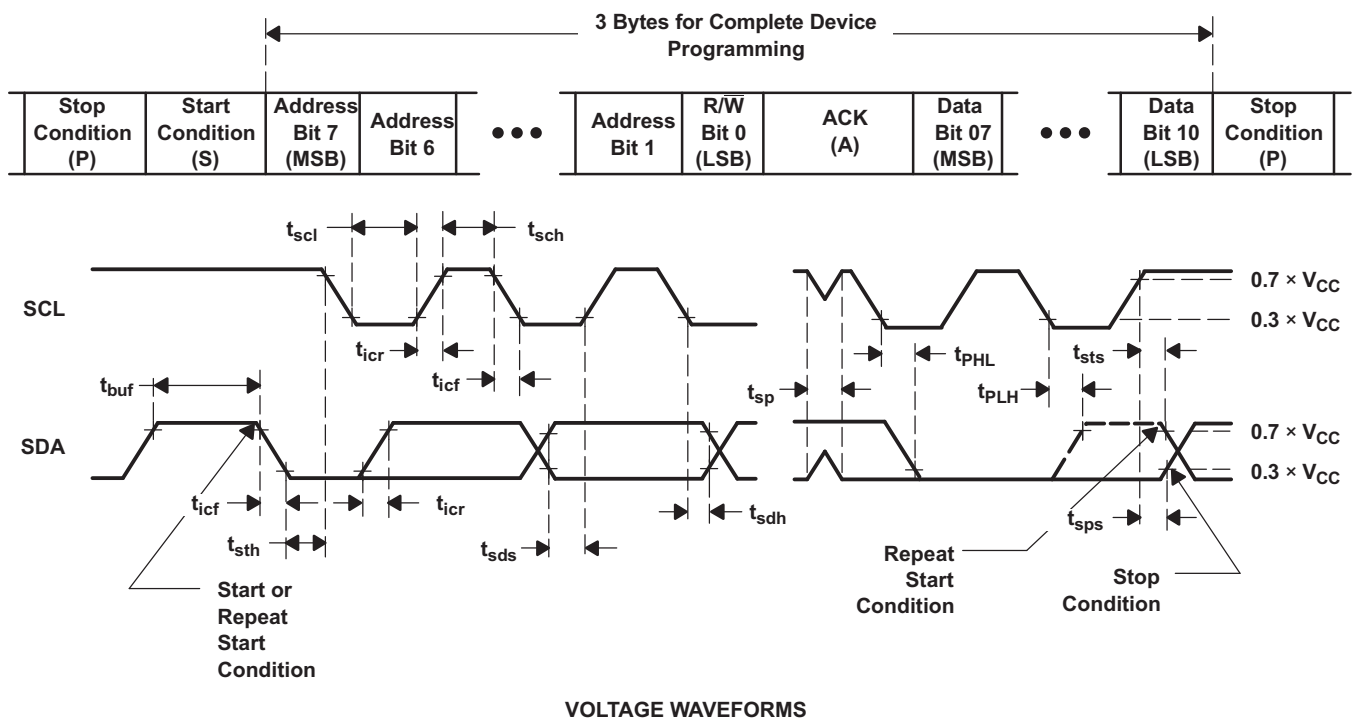 3 Bytes for Complete Device
Programming
Stop
Condition
(P)
Start
Condition
(S)
Address
Bit 7
(MSB)
Address
Bit 6
•••
Address
Bit 1
R/W̅
Bit 0
(LSB)
ACK
(A)
Data
Bit 07
(MSB)
•••
Data
Bit 10
(LSB)
Stop
Condition
(P)
tscl
tsch
SCL
0.7 × VCC
0.3 × VCC
ticr
ticf
tbuf
tPHL
tsts
tsp
tPLH
SDA
0.7 × VCC
0.3 × VCC
ticf
ticr
tsdh
tsth
tsds
tsps
Start or
Repeat
Start
Condition
Repeat
Start
Condition
Stop
Condition
VOLTAGE WAVEFORMS